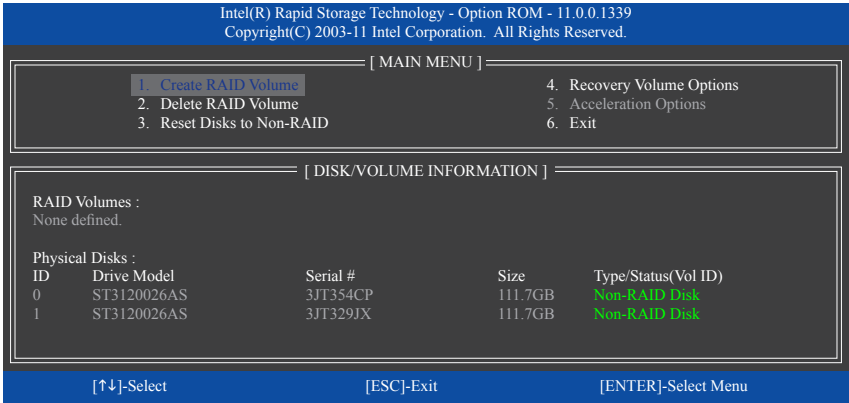 Intel(R) Rapid Storage Technology - Option ROM - 11.0.0.1339
Copyright(C) 2003-11 Intel Corporation.  All Rights Reserved.
[ MAIN MENU ]
1. Create RAID Volume
2. Delete RAID Volume
3. Reset Disks to Non-RAID
4. Recovery Volume Options
5. Acceleration Options
6. Exit
[ DISK/VOLUME INFORMATION ]
RAID Volumes :
None defined.
Physical Disks :
ID Drive Model Serial # Size Type/Status(Vol ID)
0 ST3120026AS 3JT354CP 111.7GB Non-RAID Disk
1 ST3120026AS 3JT329JX 111.7GB Non-RAID Disk
[↑↓]-Select [ESC]-Exit [ENTER]-Select Menu